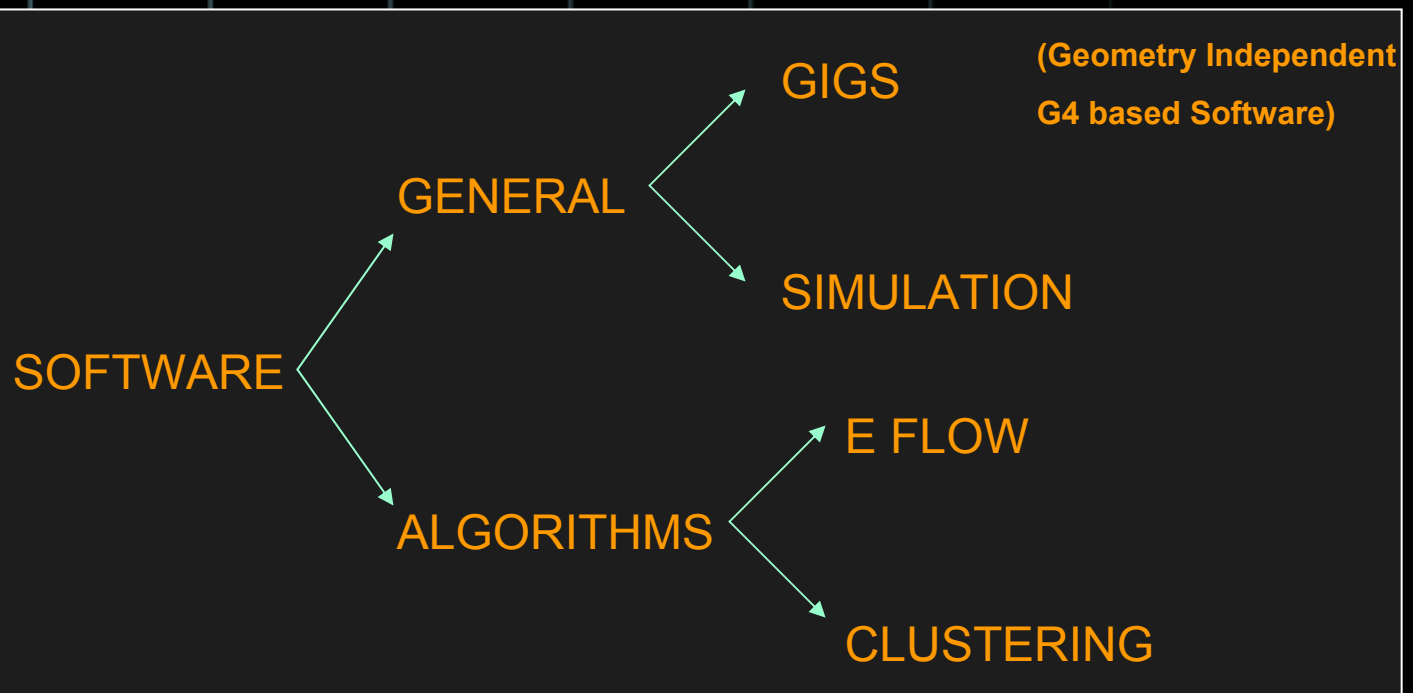 GIGS
(Geometry Independent
G4 based Software)
GENERAL
SIMULATION
SOFTWARE
E FLOW
ALGORITHMS
CLUSTERING